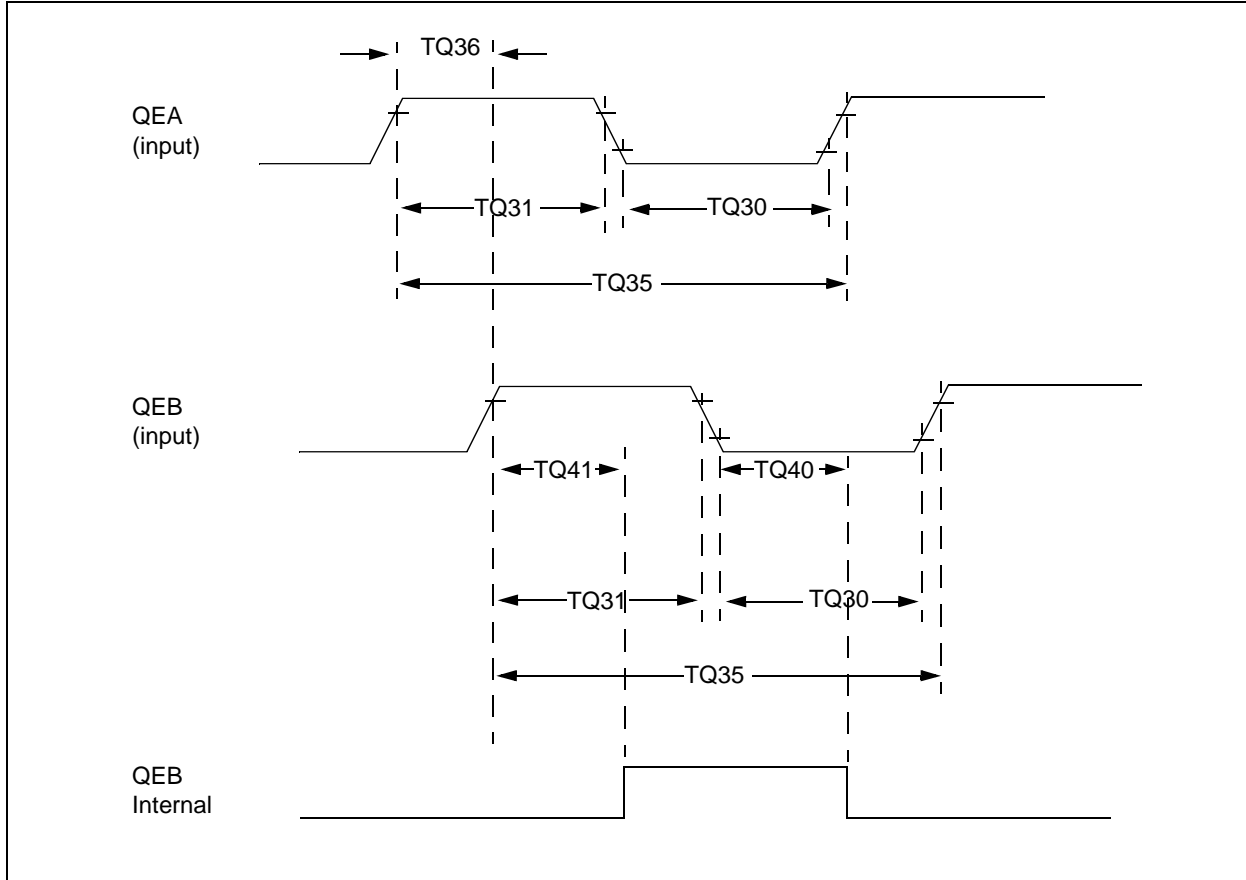 TQ36
QEA
(input)
TQ31
TQ30
TQ35
QEB
(input)
TQ41
TQ40
TQ31
TQ30
TQ35
QEB
Internal